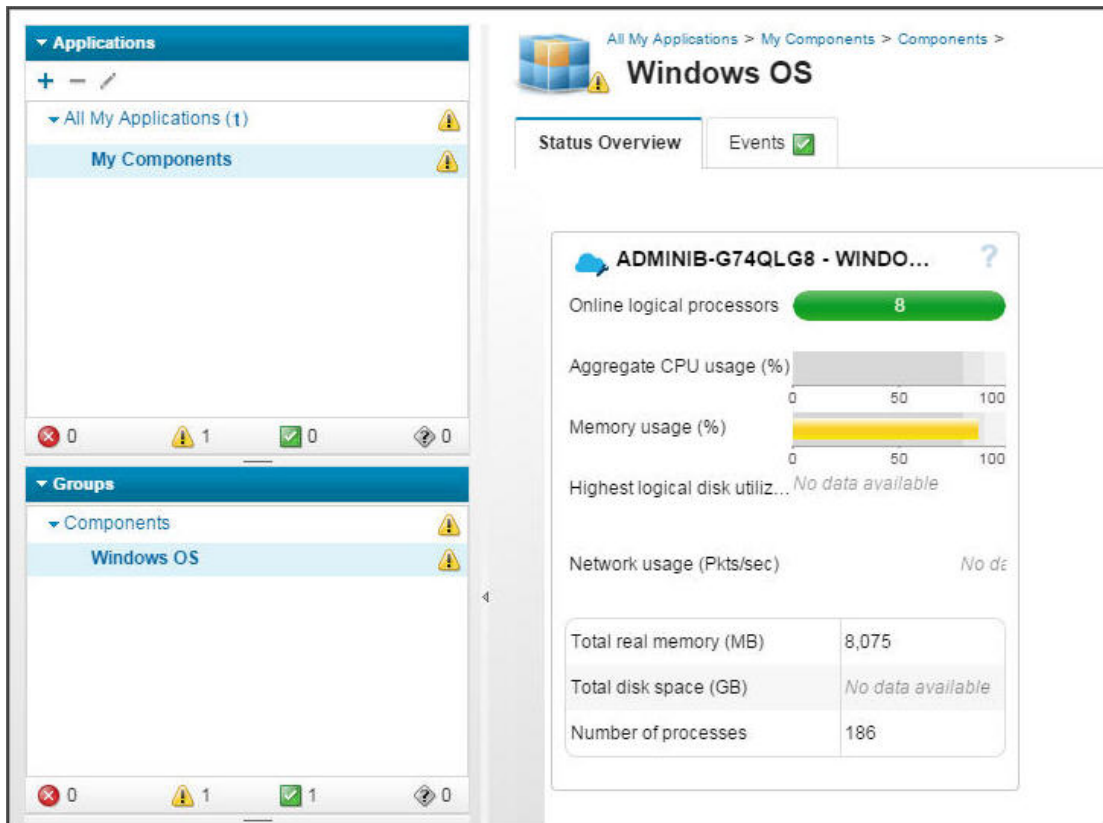 Applications
All My Applications (1)
My Components
0 1 0 0
Groups
Components
Windows OS
0 1 1 0
All My Applications > My Components > Components >
Windows OS
Status Overview Events
ADMINIB-G74QLG8 - WINDO... ?
Online logical processors 8
Aggregate CPU usage (%)
0 50 100
Memory usage (%)
0 50 100
Highest logical disk utiliz... No data available
Network usage (Pkts/sec) No da
Total real memory (MB) 8,075
Total disk space (GB) No data available
Number of processes 186